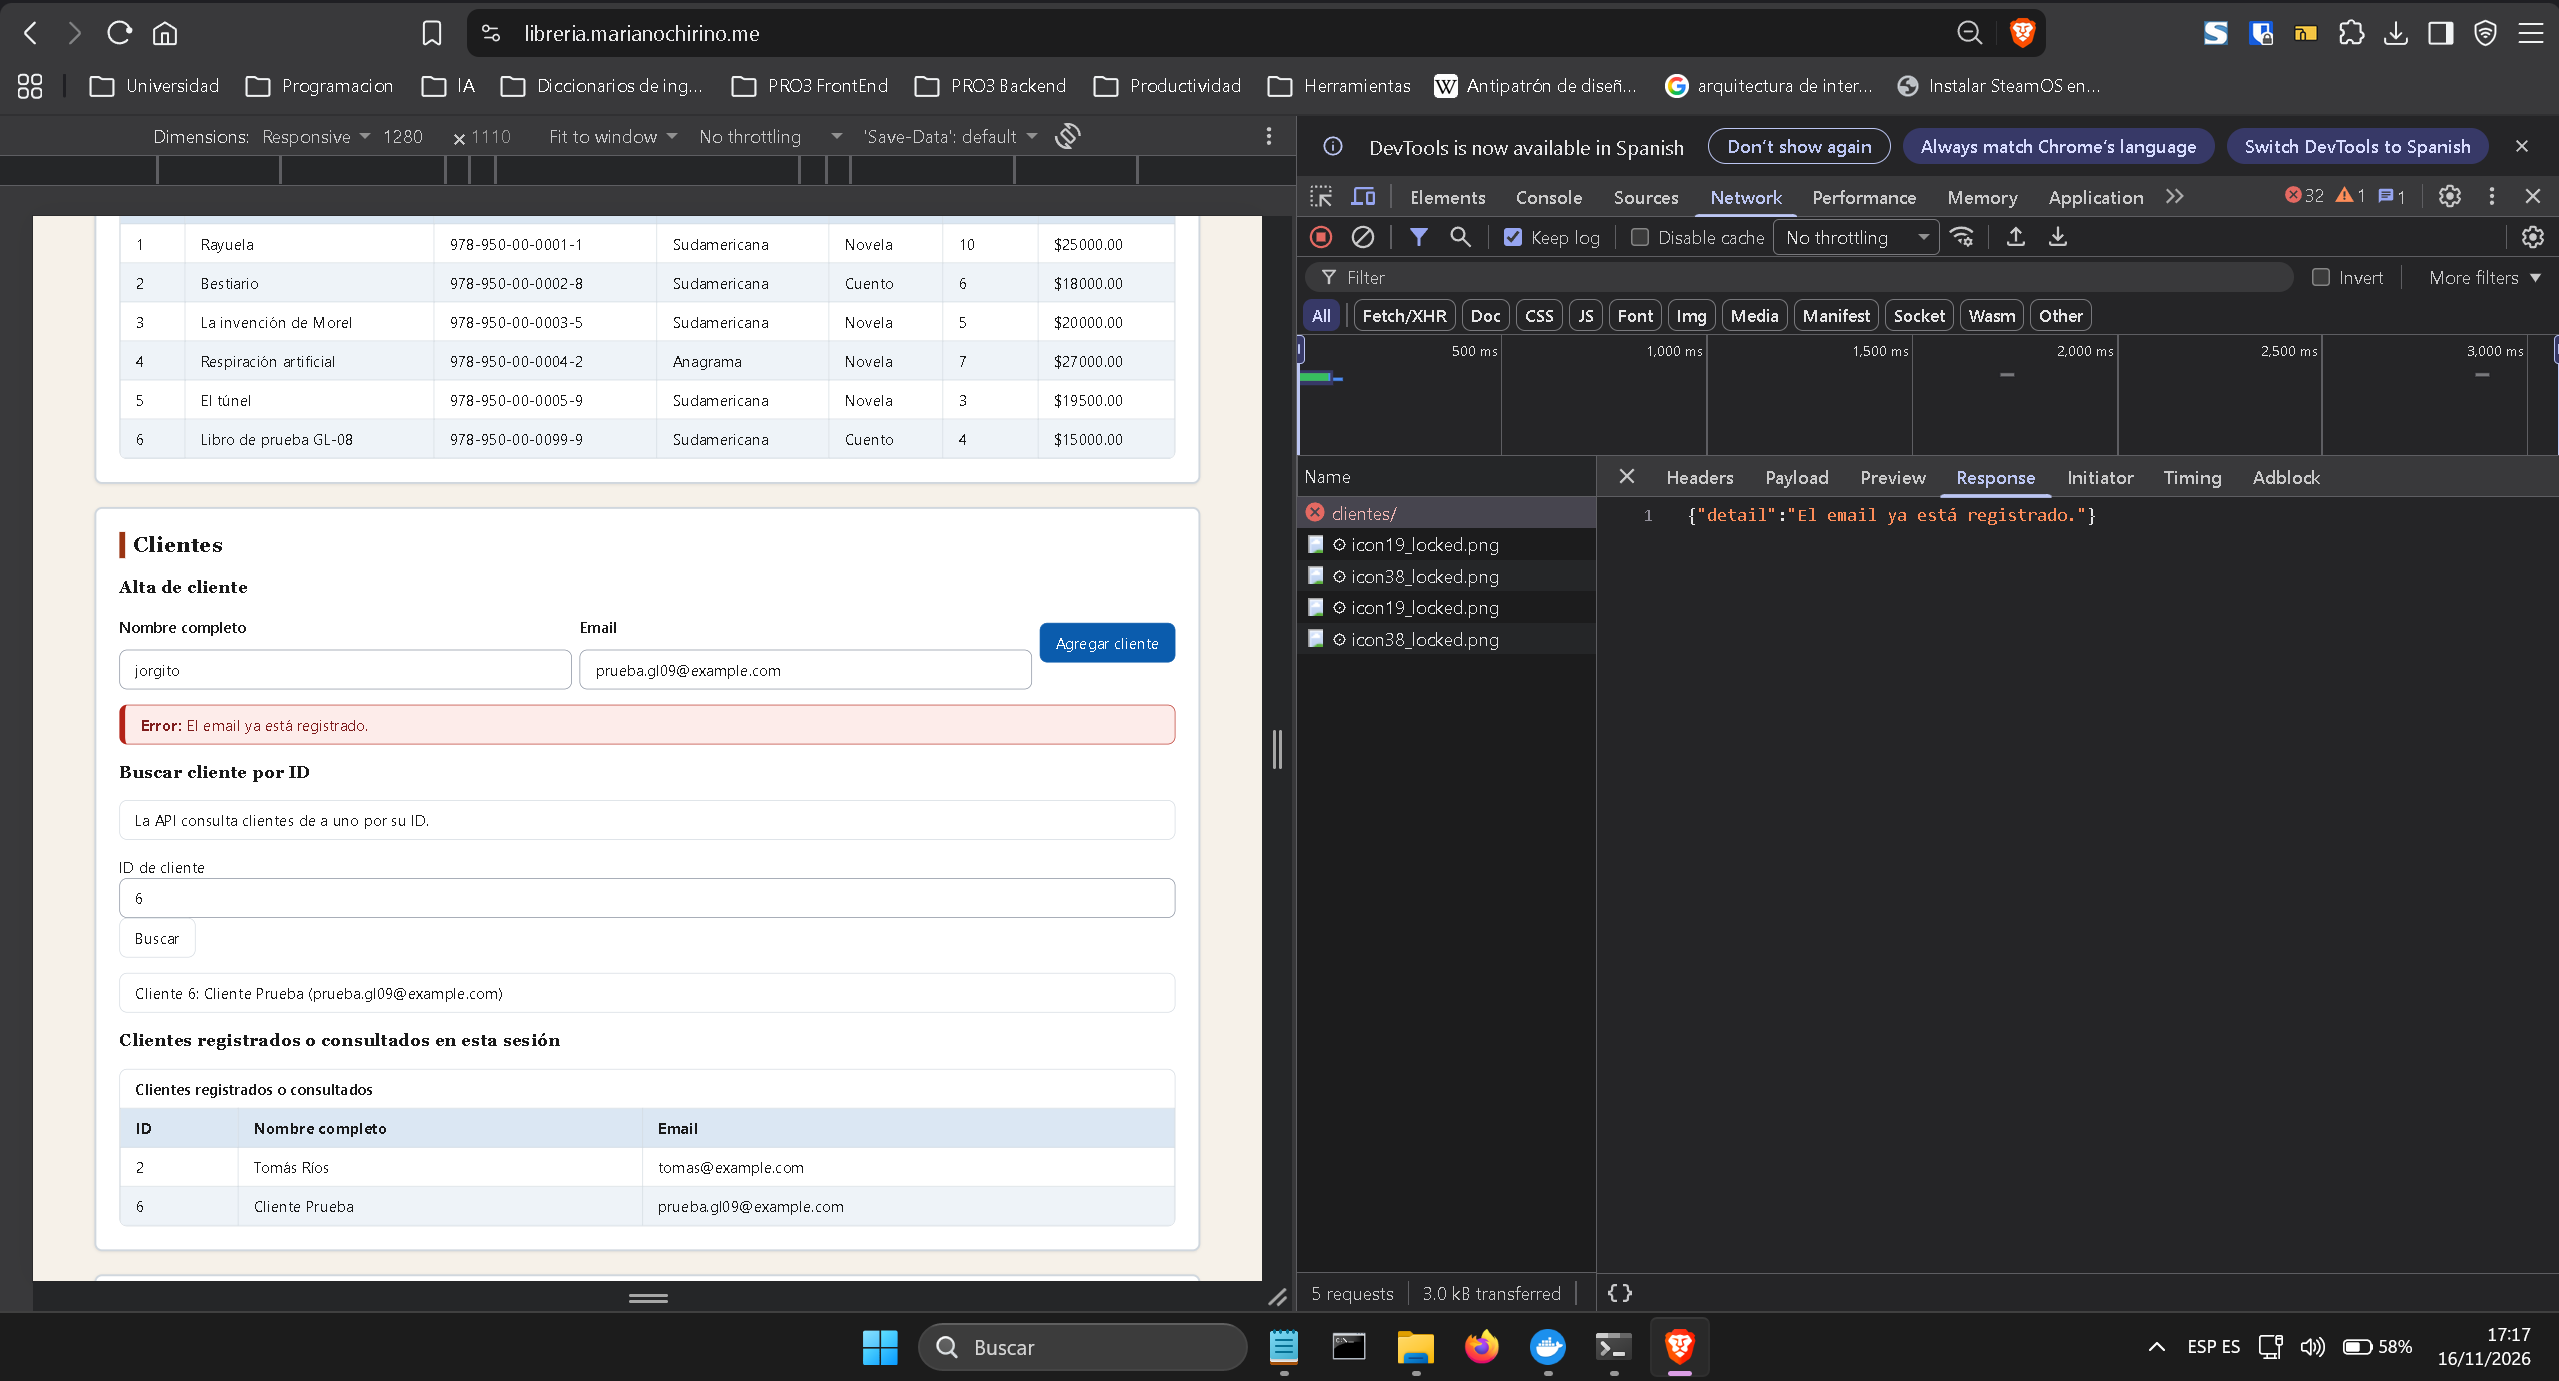 libreria.marianochirino.me
Universidad Programacion IA Diccionarios de ing... PRO3 FrontEnd PRO3 Backend Productividad Herramientas W Antipatrón de diseñ... arquitectura de inter... Instalar SteamOS en...
Dimensions: Responsive 1280 × 1110 Fit to window No throttling 'Save-Data': default
1 Rayuela 978-950-00-0001-1 Sudamericana Novela 10 $25000.00
2 Bestiario 978-950-00-0002-8 Sudamericana Cuento 6 $18000.00
3 La invención de Morel 978-950-00-0003-5 Sudamericana Novela 5 $20000.00
4 Respiración artificial 978-950-00-0004-2 Anagrama Novela 7 $27000.00
5 El túnel 978-950-00-0005-9 Sudamericana Novela 3 $19500.00
6 Libro de prueba GL-08 978-950-00-0099-9 Sudamericana Cuento 4 $15000.00
Clientes
Alta de cliente
Nombre completo Email
Agregar cliente
jorgito prueba.gl09@example.com
Error: El email ya está registrado.
Buscar cliente por ID
La API consulta clientes de a uno por su ID.
ID de cliente
6
Buscar
Cliente 6: Cliente Prueba (prueba.gl09@example.com)
Clientes registrados o consultados en esta sesión
Clientes registrados o consultados
ID Nombre completo Email
2 Tomás Ríos tomas@example.com
6 Cliente Prueba prueba.gl09@example.com
DevTools is now available in Spanish Don't show again Always match Chrome's language Switch DevTools to Spanish
Elements Console Sources Network Performance Memory Application 32 1 1
Keep log Disable cache No throttling
Filter Invert More filters
All Fetch/XHR Doc CSS JS Font Img Media Manifest Socket Wasm Other
500 ms 1,000 ms 1,500 ms 2,000 ms 2,500 ms 3,000 ms
Name Headers Payload Preview Response Initiator Timing Adblock
clientes/
icon19_locked.png
icon38_locked.png
icon19_locked.png
icon38_locked.png
1 {"detail":"El email ya está registrado."}
5 requests 3.0 kB transferred {}
Buscar
ESP ES 58% 17:17
16/11/2026